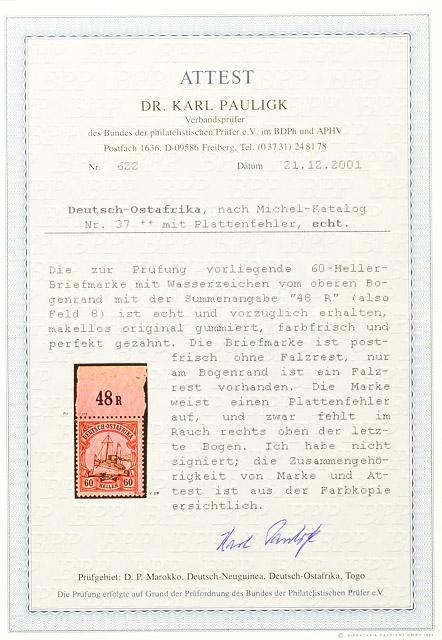 ATTEST
DR. KARL PAULIGK
Verbandsprüfer
des Bundes der philatelistischen Prüfer e.V. im BDPh und APHV
Postfach 1636, D-09586 Freiberg, Tel. (03731) 248178
Nr. 622 Datum 21.12.2001
Deutsch-Ostafrika, nach Michel-Katalog
Nr. 37 ** mit Plattenfehler, echt.
Die zur Prüfung vorliegende 60-Heller-
Briefmarke mit Wasserzeichen vom oberen Bo-
genrand mit der Summenangabe "48 R" (also
Feld 8) ist echt und vorzüglich erhalten,
makellos original gummiert, farbfrisch und
perfekt gezähnt. Die Briefmarke ist post-
frisch ohne Falzrest, nur
am Bogenrand ist ein Falz-
rest vorhanden. Die Marke
weist einen Plattenfehler
auf, und zwar fehlt im
Rauch rechts oben der letz-
te Bogen. Ich habe nicht
signiert; die Zusammengehö-
rigkeit von Marke und At-
test ist aus der Farbkopie
ersichtlich.
48 R
DEUTSCH-OSTAFRIKA
60 HELLER 60
Karl Pauligk
Prüfgebiet: D. P. Marokko, Deutsch-Neuguinea, Deutsch-Ostafrika, Togo
Die Prüfung erfolgte auf Grund der Prüfordnung des Bundes der Philatelistischen Prüfer e.V.